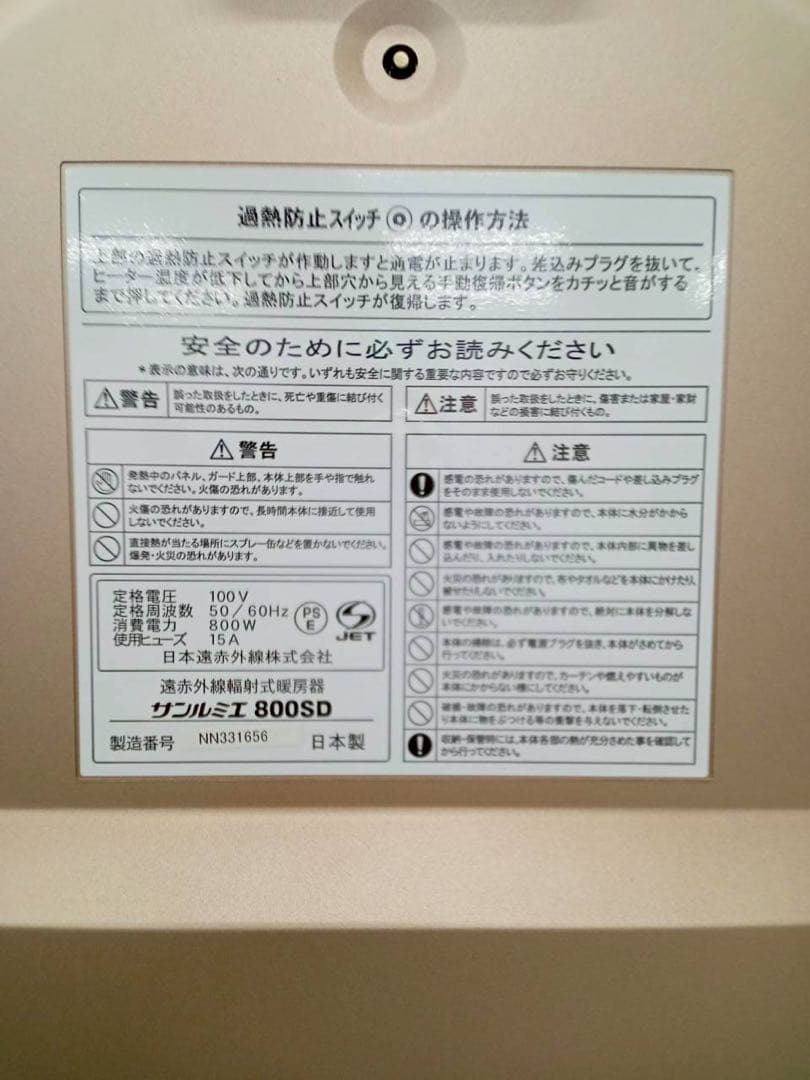 過熱防止スイッチ の操作方法
上部の過熱防止スイッチが作動しますと通電が止まります。差込みプラグを抜いて、
ヒーター温度が低下してから上部穴から見える手動復帰ボタンをカチッと音がする
まで押してください。過熱防止スイッチが復帰します。
安全のために必ずお読みください
*表示の意味は、次の通りです。いずれも安全に関する重要な内容ですので必ずお守りください。
警告
誤った取扱をしたときに、死亡や重傷に結び付く
可能性のあるもの。
注意
誤った取扱をしたときに、傷害または家屋・家財
などの損害に結び付くもの。
警告
発熱中のパネル、ガード上部、本体上部を手や指で触れ
ないでください。火傷の恐れがあります。
火傷の恐れがありますので、長時間本体に接近して使用
しないでください。
直接熱が当たる場所にスプレー缶などを置かないでください。
爆発・火災の恐れがあります。
定格電圧 100V
定格周波数 50/60Hz
消費電力 800W
使用ヒューズ 15A
PS
E
JET
日本遠赤外線株式会社
遠赤外線輻射式暖房器
サンルミエ 800SD
製造番号 NN331656 日本製
注意
感電の恐れがありますので、傷んだコードや差し込みプラグ
をそのまま使用しないでください。
感電や故障の恐れがありますので、本体に水分がかから
ないようにしてください。
感電や故障の恐れがありますので、本体内部に異物を差し
込んだり、入れたりしないでください。
火災の恐れがありますので、布やタオルなどを本体にかけたり、
被せたりしないでください。
感電や故障の恐れがありますので、絶対に本体を分解しな
いでください。
本体の掃除は、必ず電源プラグを抜き、本体がさめてから
行ってください。
火災の恐れがありますので、カーテンや燃えやすいものが
本体にかからない様にしてください。
破損・故障の恐れがありますので、本体を落下・転倒させた
り本体に物をぶつける等の衝撃を与えないでください。
収納・保管時には、本体各部の熱が充分さめた事を確認して
から行ってください。